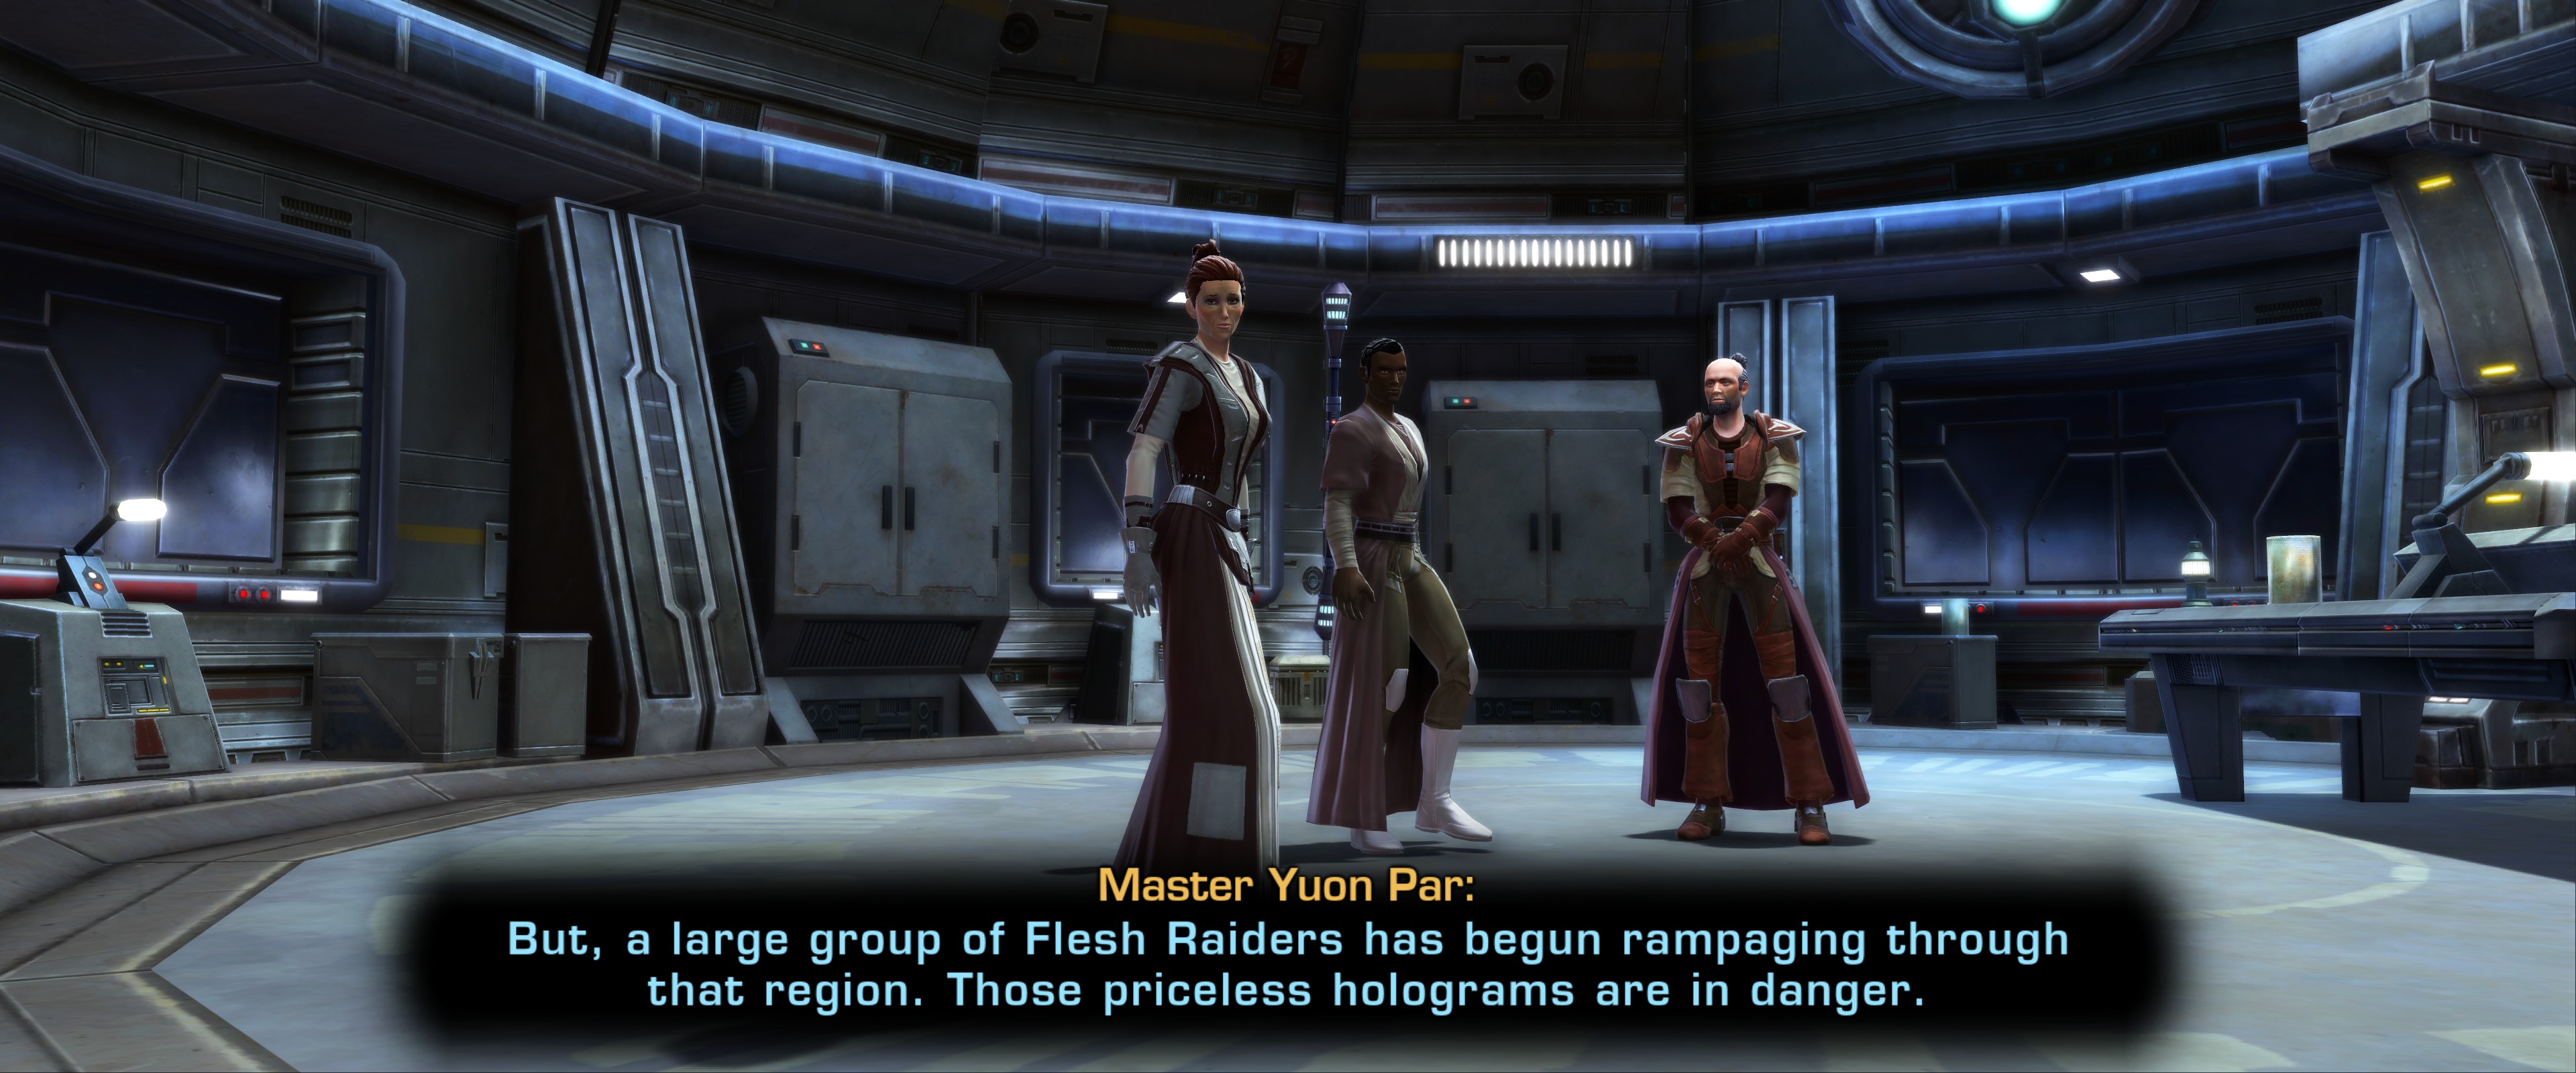 Master Yuon Par:
But, a large group of Flesh Raiders has begun rampaging through
that region. Those priceless holograms are in danger.